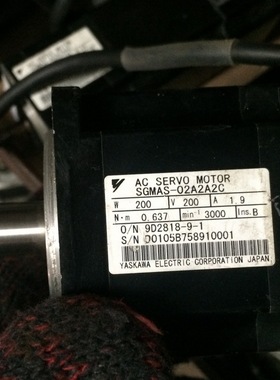 AC SERVO MOTOR
SGMAS-02A2A2C
W 200 V 200 A 1.9
N·m 0.637 min⁻¹ 3000 Ins. B
O/N 9D2818-9-1
S/N D0105B758910001
YASKAWA ELECTRIC CORPORATION JAPAN